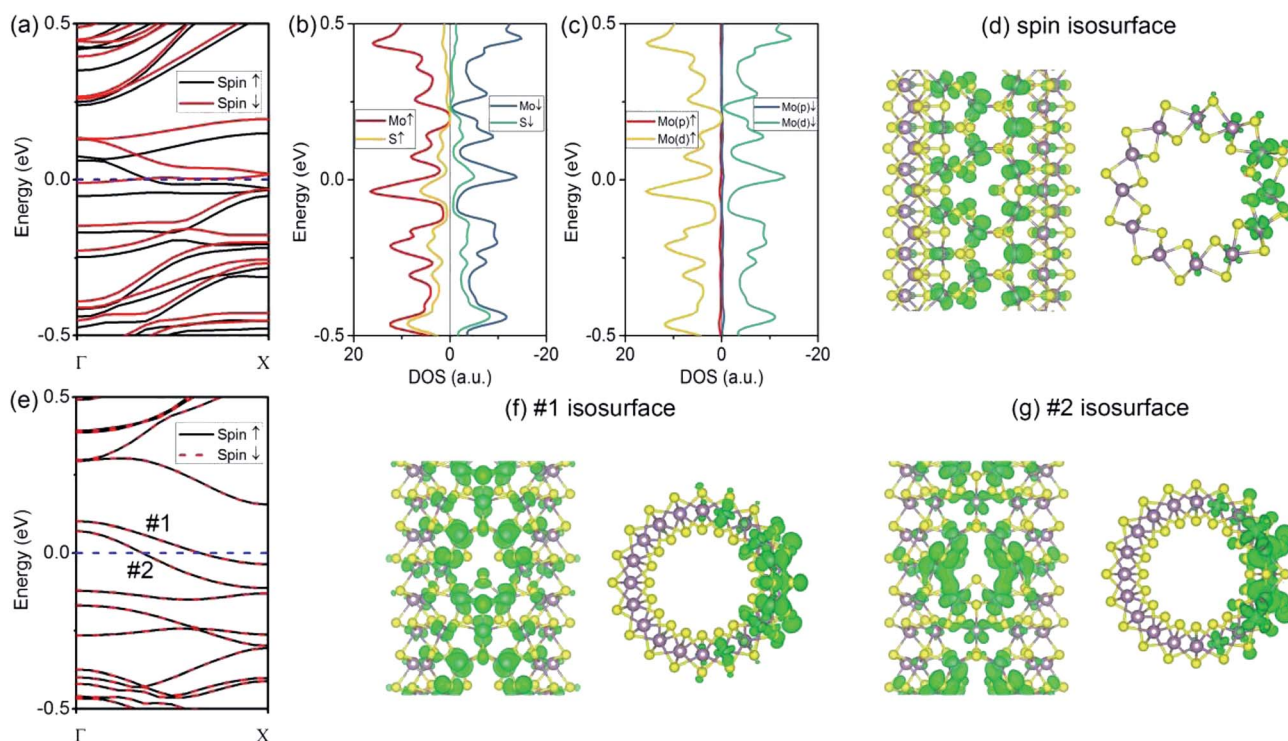 (a)
0.5
Spin ↑
Spin ↓
Energy (eV)
0.0
-0.5
Γ
X
(b)
0.5
Mo↑
S↑
Mo↓
S↓
Energy (eV)
0.0
-0.5
20
0
-20
DOS (a.u.)
(c)
0.5
Mo(p)↑
Mo(d)↑
Mo(p)↓
Mo(d)↓
Energy (eV)
0.0
-0.5
20
0
-20
DOS (a.u.)
(d) spin isosurface
(e)
0.5
Spin ↑
Spin ↓
#1
#2
Energy (eV)
0.0
-0.5
Γ
X
(f) #1 isosurface
(g) #2 isosurface